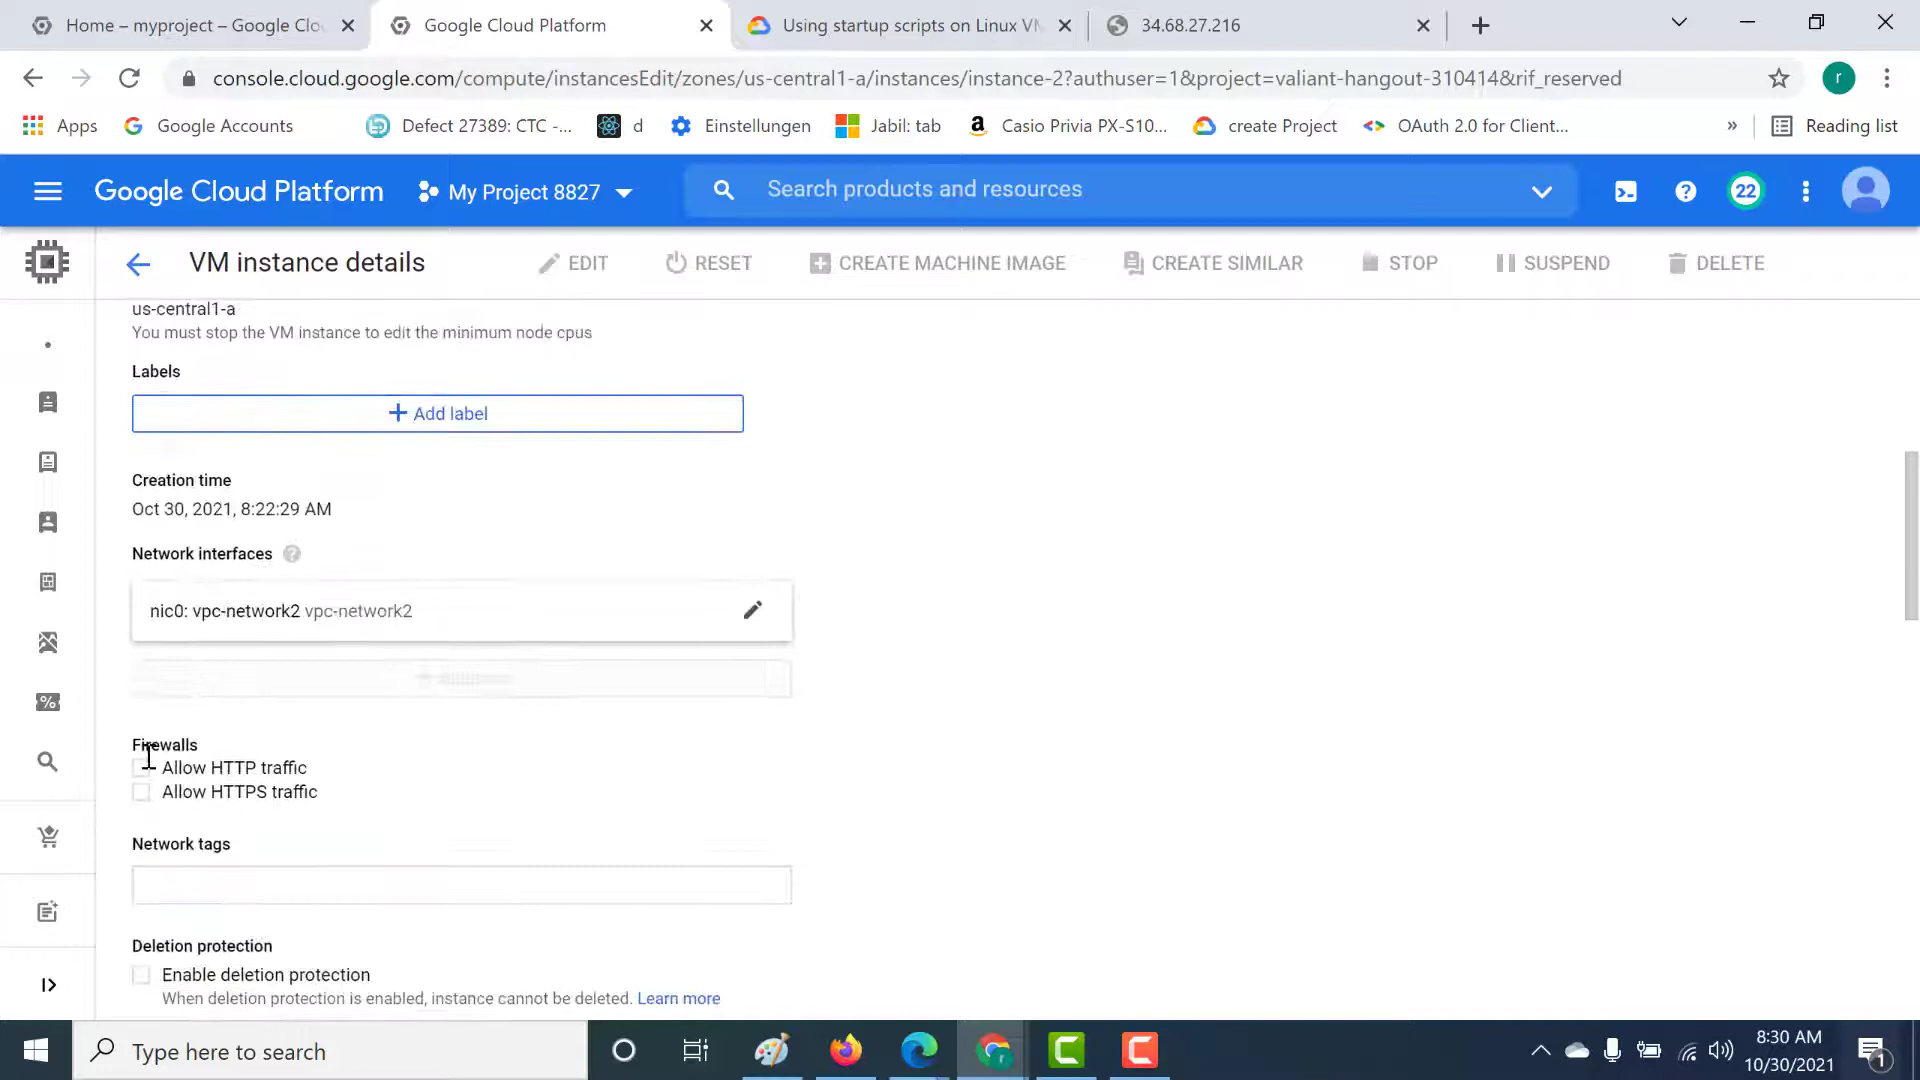 Home – myproject – Google Clo
Google Cloud Platform
Using startup scripts on Linux VM
34.68.27.216
console.cloud.google.com/compute/instancesEdit/zones/us-central1-a/instances/instance-2?authuser=1&project=valiant-hangout-310414&rif_reserved
r
Apps
Google Accounts
Defect 27389: CTC -...
d
Einstellungen
Jabil: tab
a
Casio Privia PX-S10...
create Project
OAuth 2.0 for Client...
»
Reading list
Google Cloud Platform
My Project 8827
Search products and resources
22
VM instance details
EDIT
RESET
CREATE MACHINE IMAGE
CREATE SIMILAR
STOP
SUSPEND
DELETE
us-central1-a
You must stop the VM instance to edit the minimum node cpus
Labels
+ Add label
Creation time
Oct 30, 2021, 8:22:29 AM
Network interfaces
nic0: vpc-network2 vpc-network2
Firewalls
Allow HTTP traffic
Allow HTTPS traffic
Network tags
Deletion protection
Enable deletion protection
When deletion protection is enabled, instance cannot be deleted. Learn more
Type here to search
8:30 AM
10/30/2021
1